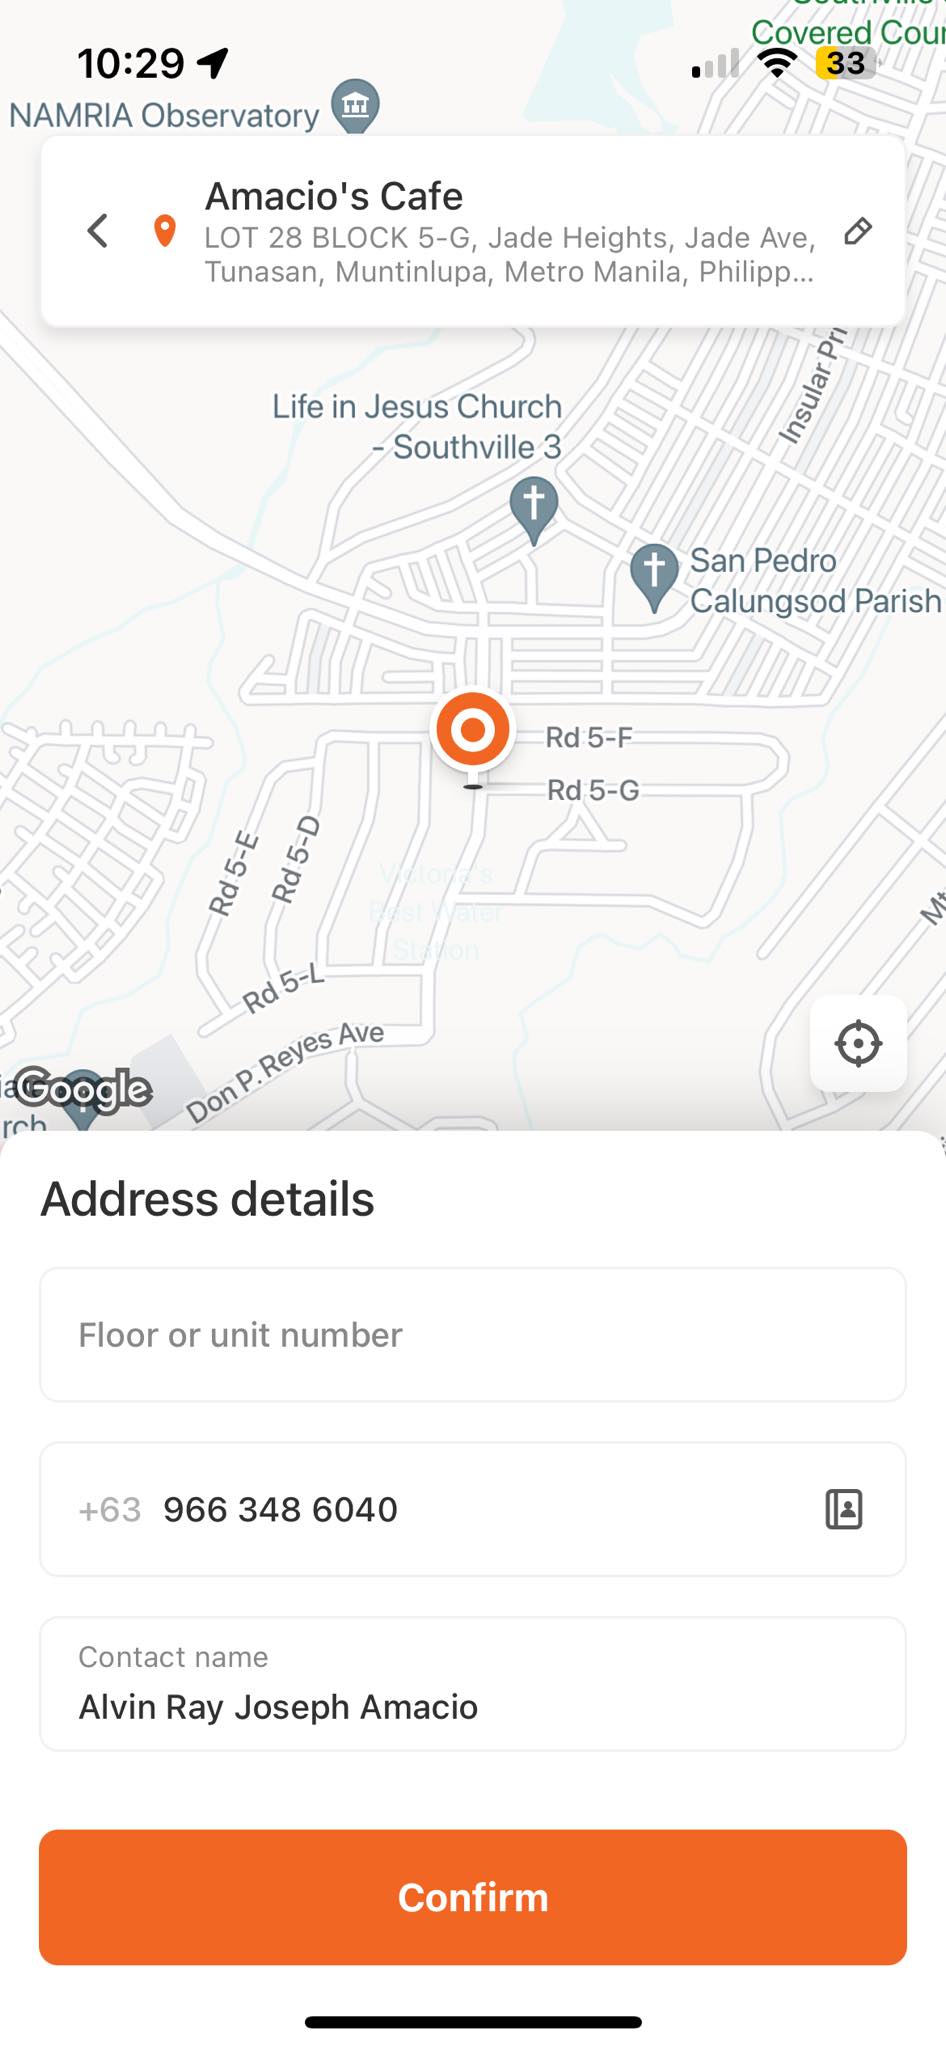 Covered Cour
10:29
33
NAMRIA Observatory
Amacio's Cafe
LOT 28 BLOCK 5-G, Jade Heights, Jade Ave,
Tunasan, Muntinlupa, Metro Manila, Philipp...
Insular Pri
Life in Jesus Church
- Southville 3
San Pedro
Calungsod Parish
Rd 5-F
Rd 5-G
Rd 5-E
Rd 5-D
Victoria's
Best Water
Station
Mt
Rd 5-L
Don P. Reyes Ave
Google
rch
Address details
Floor or unit number
+63 966 348 6040
Contact name
Alvin Ray Joseph Amacio
Confirm